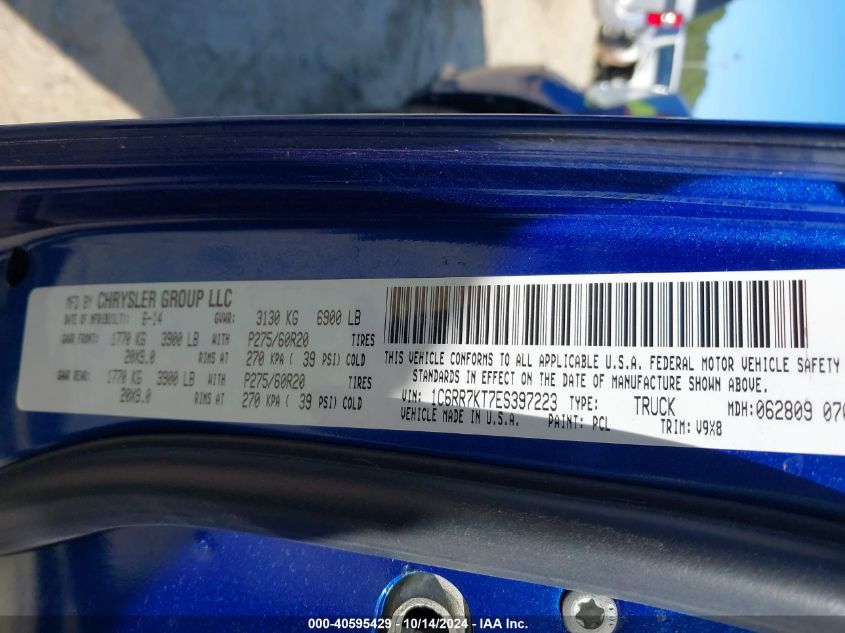 MFD BY CHRYSLER GROUP LLC
DATE OF MFR(BUILT): 6-14 GVWR: 3130 KG 6900 LB
GAWR FRONT: 1770 KG 3900 LB WITH P275/60R20 TIRES
20X9.0 RIMS AT 270 KPA ( 39 PSI) COLD
GAWR REAR: 1770 KG 3900 LB WITH P275/60R20 TIRES
20X9.0 RIMS AT 270 KPA ( 39 PSI) COLD
THIS VEHICLE CONFORMS TO ALL APPLICABLE U.S.A. FEDERAL MOTOR VEHICLE SAFETY
STANDARDS IN EFFECT ON THE DATE OF MANUFACTURE SHOWN ABOVE.
VIN: 1C6RR7KT7ES397223 TYPE: TRUCK MDH:062809 070
VEHICLE MADE IN U.S.A. PAINT: PCL TRIM: V9X8
000-40595429 - 10/14/2024 - IAA Inc.